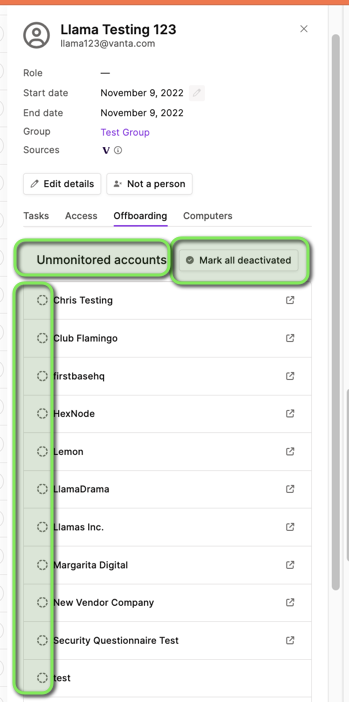 Llama Testing 123
llama123@vanta.com
Role —
Start date November 9, 2022
End date November 9, 2022
Group Test Group
Sources V
Edit details Not a person
Tasks Access Offboarding Computers
Unmonitored accounts Mark all deactivated
Chris Testing
Club Flamingo
firstbasehq
HexNode
Lemon
LlamaDrama
Llamas Inc.
Margarita Digital
New Vendor Company
Security Questionnaire Test
test